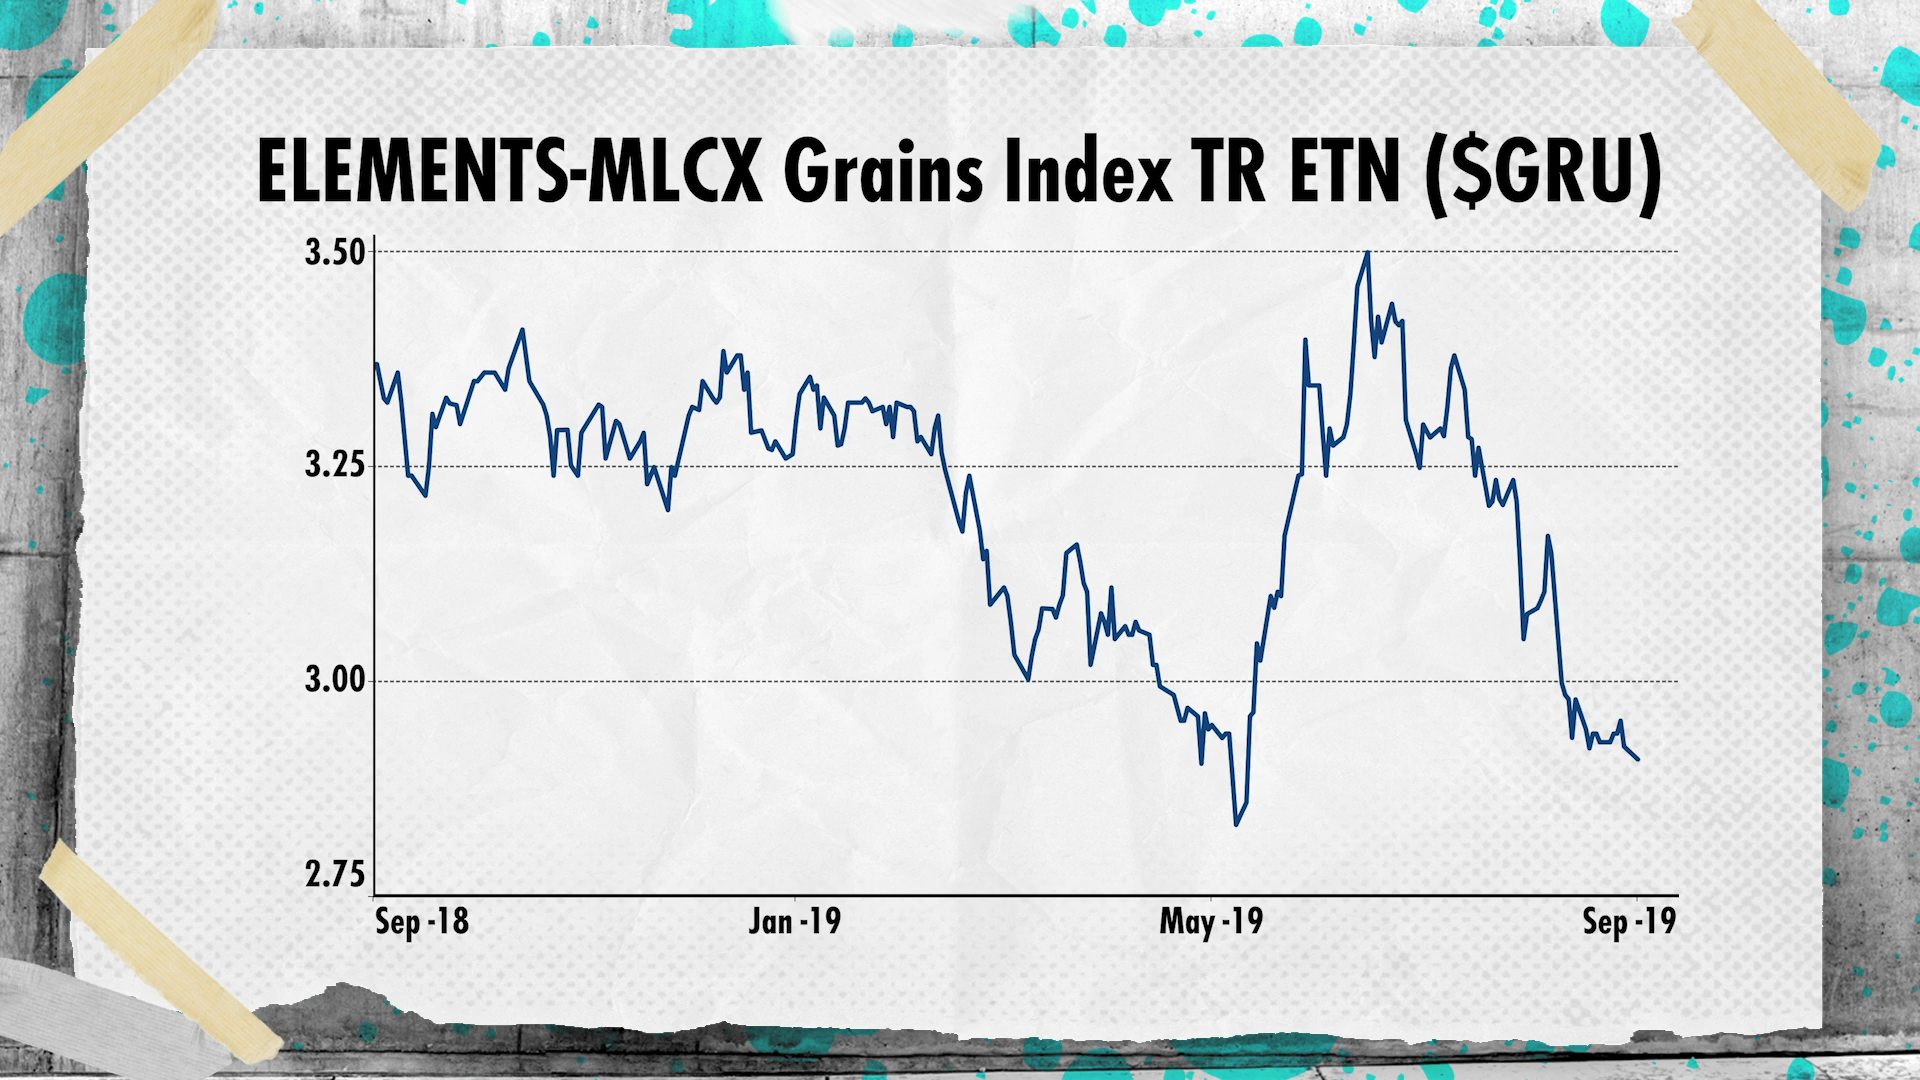 ELEMENTS-MLCX Grains Index TR ETN ($GRU)
3.50
3.25
3.00
2.75
Sep -18 Jan -19 May -19 Sep -19